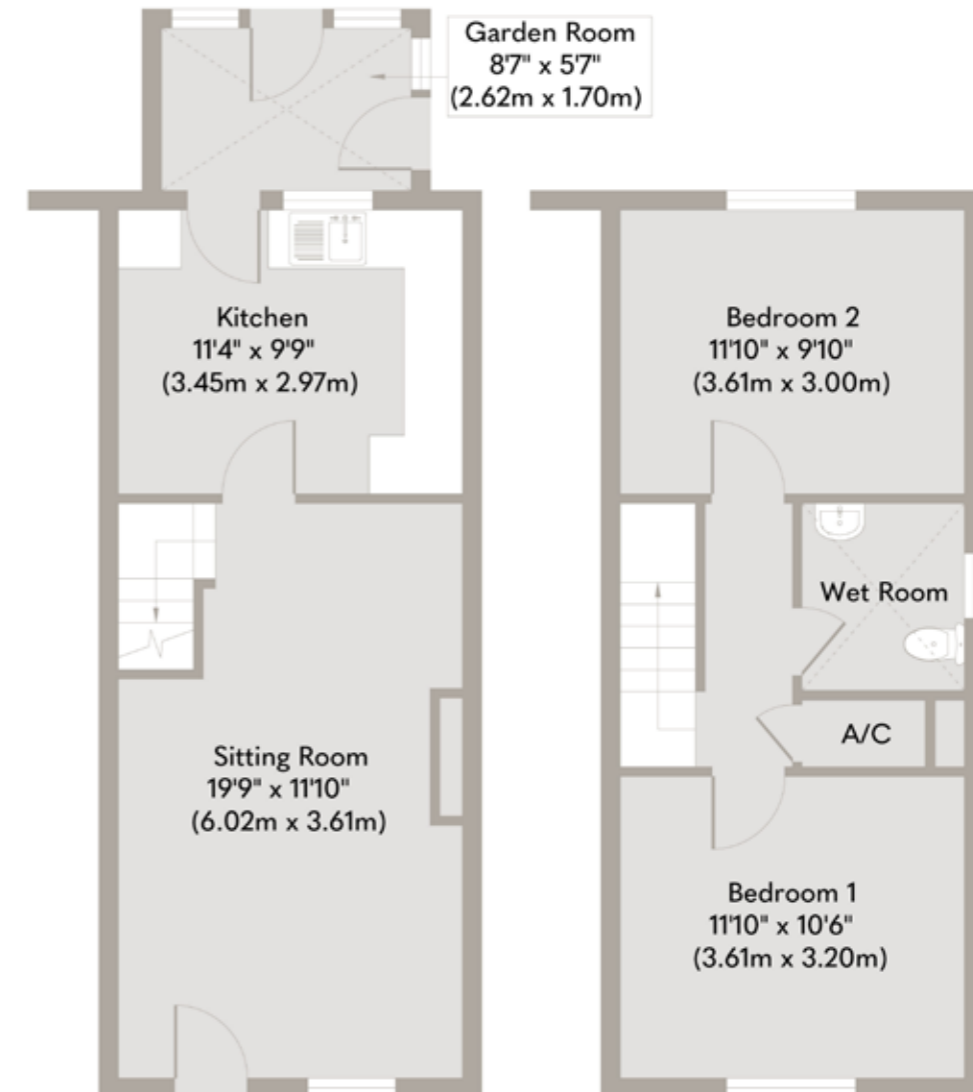 Garden Room
8'7" x 5'7"
(2.62m x 1.70m)
Kitchen
11'4" x 9'9"
(3.45m x 2.97m)
Sitting Room
19'9" x 11'10"
(6.02m x 3.61m)
Bedroom 2
11'10" x 9'10"
(3.61m x 3.00m)
Wet Room
A/C
Bedroom 1
11'10" x 10'6"
(3.61m x 3.20m)